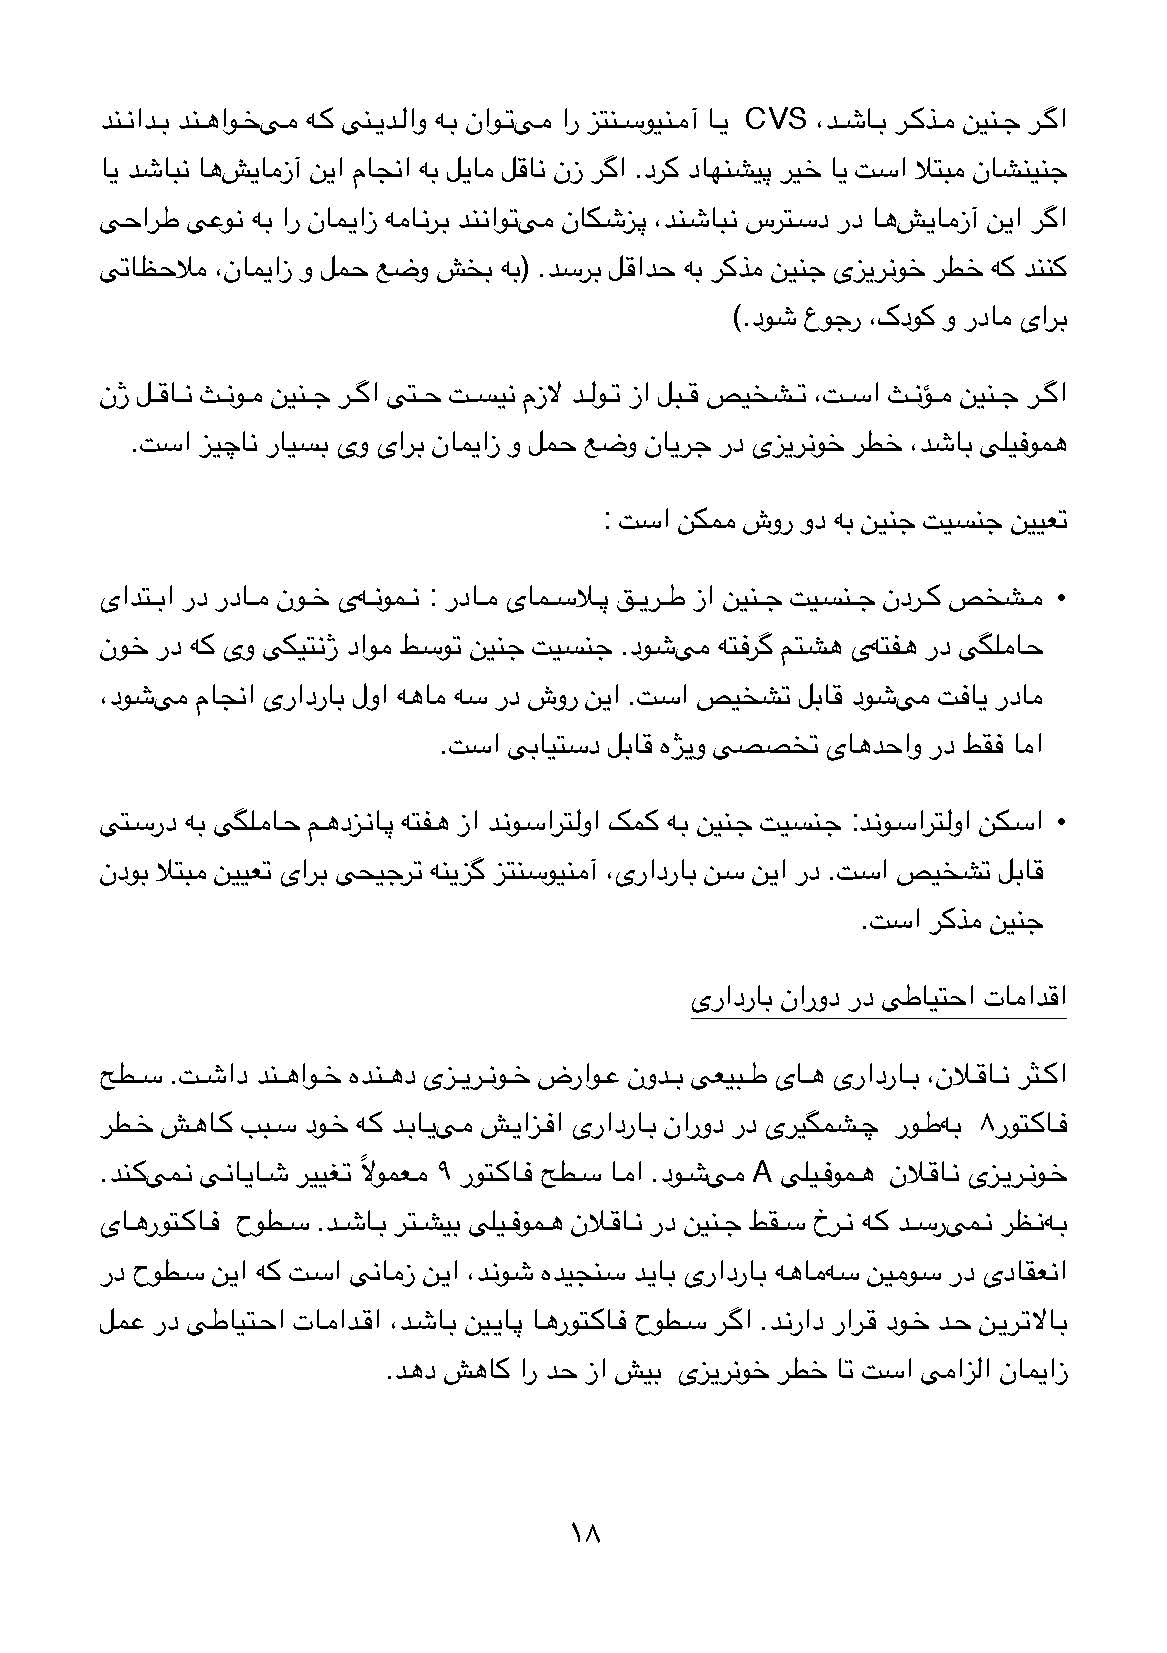 اگر جنین مذکر باشد، CVS یا آمنیوسنتز را می‌توان به والدینی که می‌خواهند بدانند
جنینشان مبتلا است یا خیر پیشنهاد کرد. اگر زن ناقل مایل به انجام این آزمایش‌ها نباشد یا
اگر این آزمایش‌ها در دسترس نباشند، پزشکان می‌توانند برنامه زایمان را به نوعی طراحی
کنند که خطر خونریزی جنین مذکر به حداقل برسد. (به بخش وضع حمل و زایمان، ملاحظاتی
برای مادر و کودک، رجوع شود.)
اگر جنین مؤنث است، تشخیص قبل از تولد لازم نیست حتی اگر جنین مونث ناقل ژن
هموفیلی باشد، خطر خونریزی در جریان وضع حمل و زایمان برای وی بسیار ناچیز است.
تعیین جنسیت جنین به دو روش ممکن است :
• مشخص کردن جنسیت جنین از طریق پلاسمای مادر : نمونه‌ی خون مادر در ابتدای
حاملگی در هفته‌ی هشتم گرفته می‌شود. جنسیت جنین توسط مواد ژنتیکی وی که در خون
مادر یافت می‌شود قابل تشخیص است. این روش در سه ماهه اول بارداری انجام می‌شود،
اما فقط در واحدهای تخصصی ویژه قابل دستیابی است.
• اسکن اولتراسوند: جنسیت جنین به کمک اولتراسوند از هفته پانزدهم حاملگی به درستی
قابل تشخیص است. در این سن بارداری، آمنیوسنتز گزینه ترجیحی برای تعیین مبتلا بودن
جنین مذکر است.
اقدامات احتیاطی در دوران بارداری
اکثر ناقلان، بارداری های طبیعی بدون عوارض خونریزی دهنده خواهند داشت. سطح
فاکتور۸ به‌طور چشمگیری در دوران بارداری افزایش می‌یابد که خود سبب کاهش خطر
خونریزی ناقلان هموفیلی A می‌شود. اما سطح فاکتور ۹ معمولاً تغییر شایانی نمی‌کند.
به‌نظر نمی‌رسد که نرخ سقط جنین در ناقلان هموفیلی بیشتر باشد. سطوح فاکتورهای
انعقادی در سومین سه‌ماهه بارداری باید سنجیده شوند، این زمانی است که این سطوح در
بالاترین حد خود قرار دارند. اگر سطوح فاکتورها پایین باشد، اقدامات احتیاطی در عمل
زایمان الزامی است تا خطر خونریزی بیش از حد را کاهش دهد.
۱۸